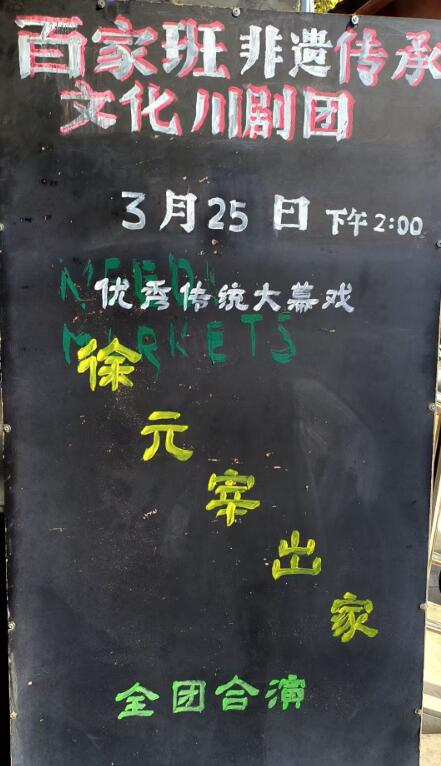 百家班非遗传承
文化川剧团
3月25日 下午2:00
优秀传统大幕戏
MARKETS
徐元宰出家
全团合演